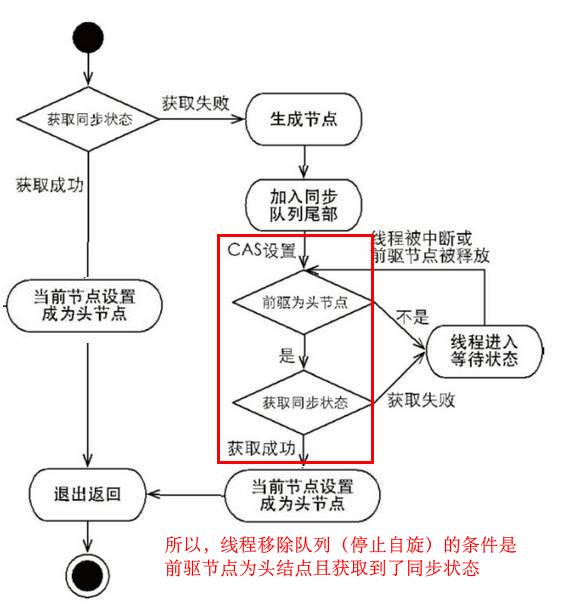 获取同步状态
获取失败
生成节点
获取成功
加入同步
队列尾部
CAS设置
线程被中断或
前驱节点被释放
当前节点设置
成为头节点
前驱为头节点
不是
线程进入
等待状态
是
获取同步状态
获取失败
获取成功
退出返回
当前节点设置
成为头节点
所以，线程移除队列（停止自旋）的条件是
前驱节点为头结点且获取到了同步状态